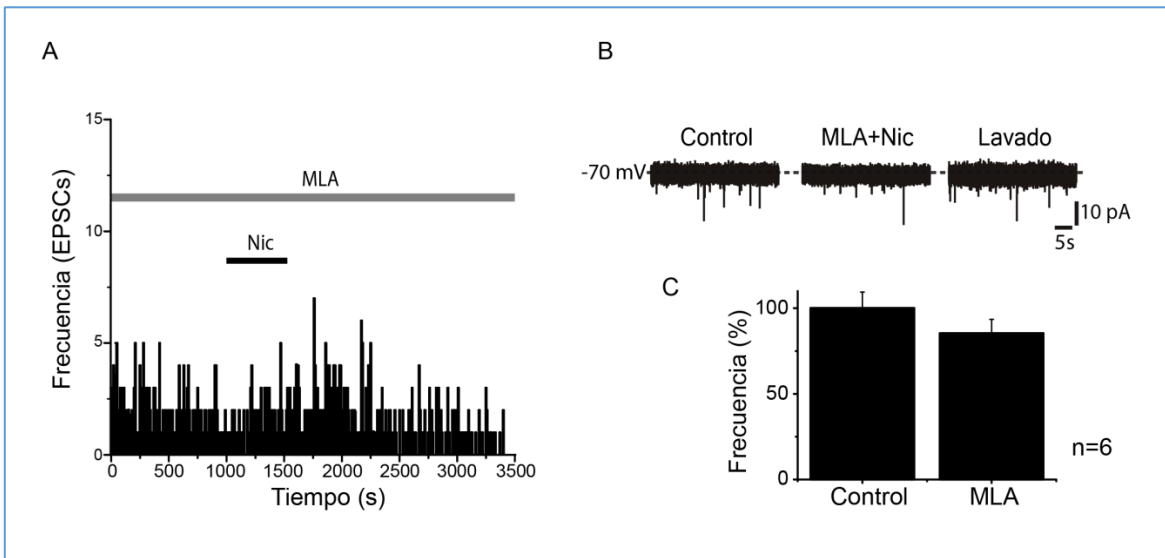 A
Frecuencia (EPSCs)
15
10
5
0
MLA
Nic
0 500 1000 1500 2000 2500 3000 3500
Tiempo (s)
B
Control MLA+Nic Lavado
-70 mV
10 pA
5s
C
Frecuencia (%)
100
50
0
Control MLA
n=6